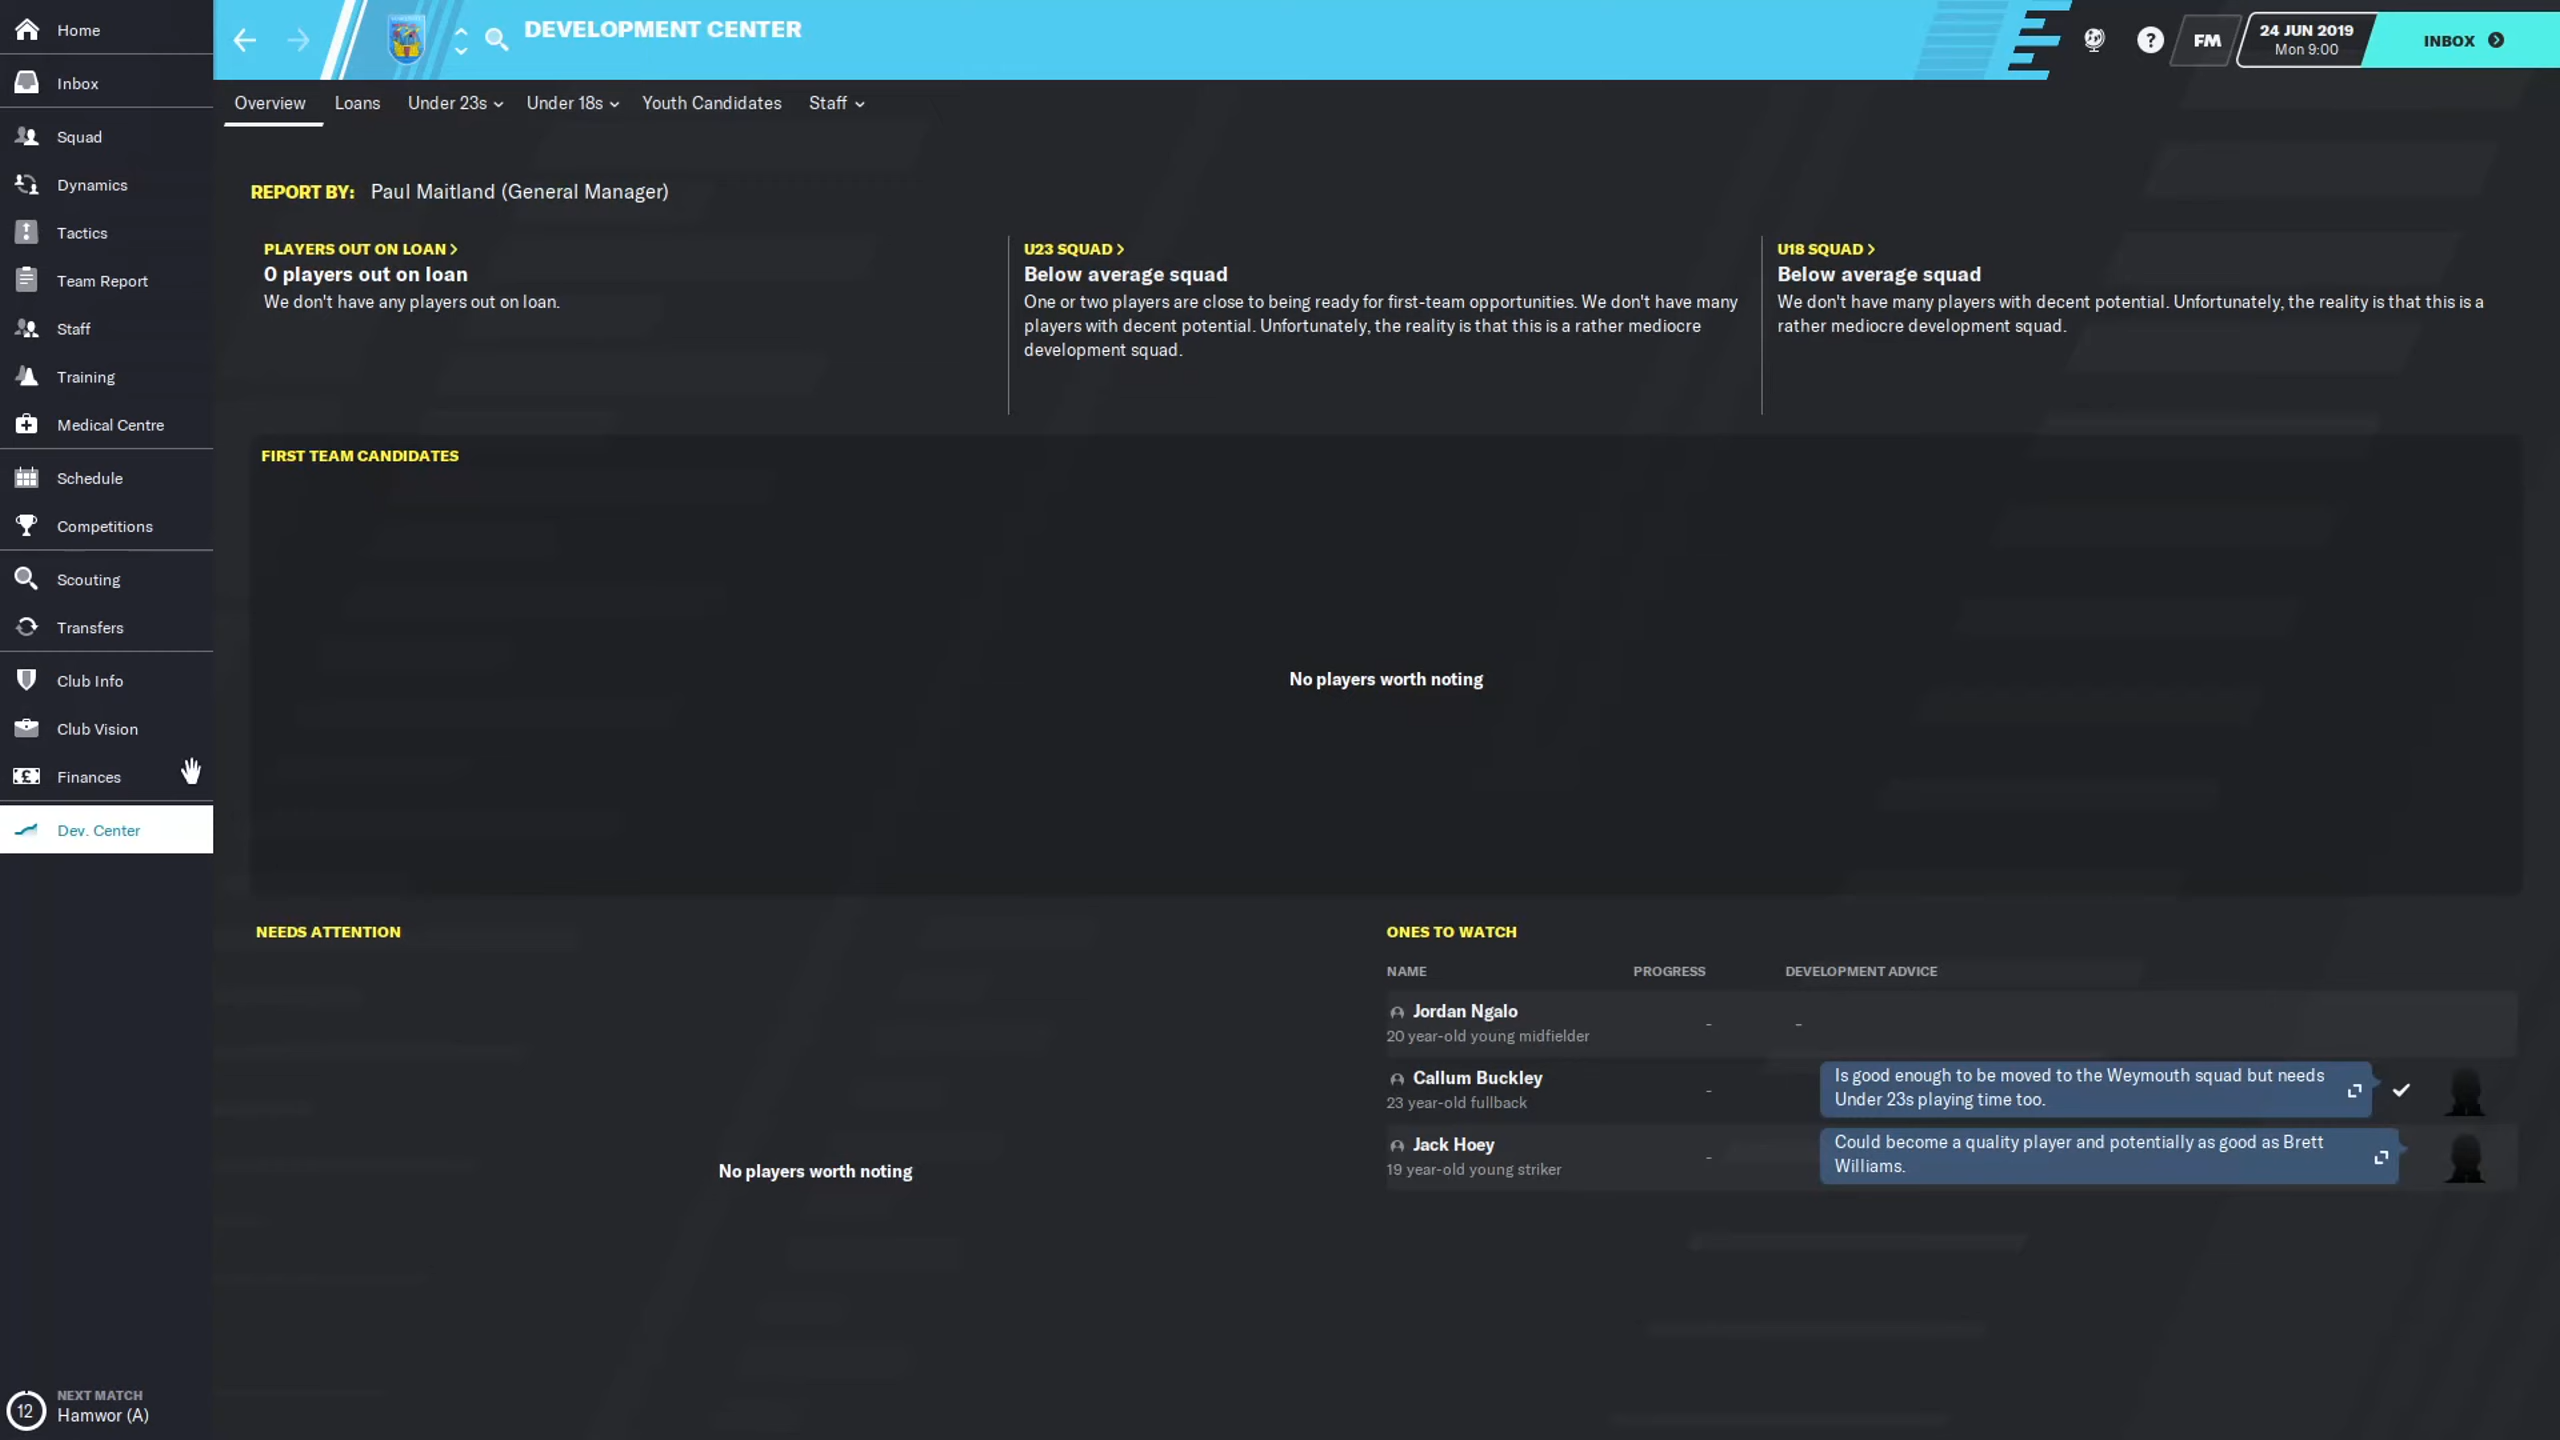 Home
Inbox
Squad
Dynamics
Tactics
Team Report
Staff
Training
Medical Centre
Schedule
Competitions
Scouting
Transfers
Club Info
Club Vision
Finances
Dev. Center
NEXT MATCH
12
Hamwor (A)
DEVELOPMENT CENTER
?
FM
24 JUN 2019
Mon 9:00
INBOX
Overview Loans Under 23s Under 18s Youth Candidates Staff
REPORT BY: Paul Maitland (General Manager)
PLAYERS OUT ON LOAN >
0 players out on loan
We don't have any players out on loan.
U23 SQUAD >
Below average squad
One or two players are close to being ready for first-team opportunities. We don't have many
players with decent potential. Unfortunately, the reality is that this is a rather mediocre
development squad.
U18 SQUAD >
Below average squad
We don't have many players with decent potential. Unfortunately, the reality is that this is a
rather mediocre development squad.
FIRST TEAM CANDIDATES
No players worth noting
NEEDS ATTENTION
No players worth noting
ONES TO WATCH
NAME PROGRESS DEVELOPMENT ADVICE
Jordan Ngalo
20 year-old young midfielder
- -
Callum Buckley
23 year-old fullback
-
Is good enough to be moved to the Weymouth squad but needs
Under 23s playing time too.
Jack Hoey
19 year-old young striker
-
Could become a quality player and potentially as good as Brett
Williams.